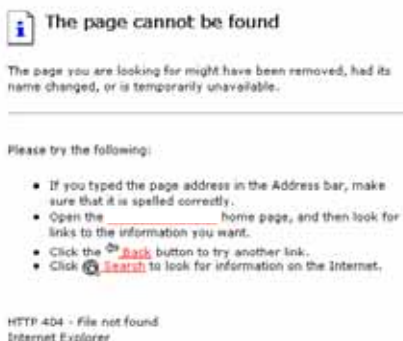 The page cannot be found
The page you are looking for might have been removed, had its
name changed, or is temporarily unavailable.
Please try the following:
If you typed the page address in the Address bar, make
sure that it is spelled correctly.
Open the home page, and then look for
links to the information you want.
Click the Back button to try another link.
Click Search to look for information on the Internet.
HTTP 404 - File not found
Internet Explorer